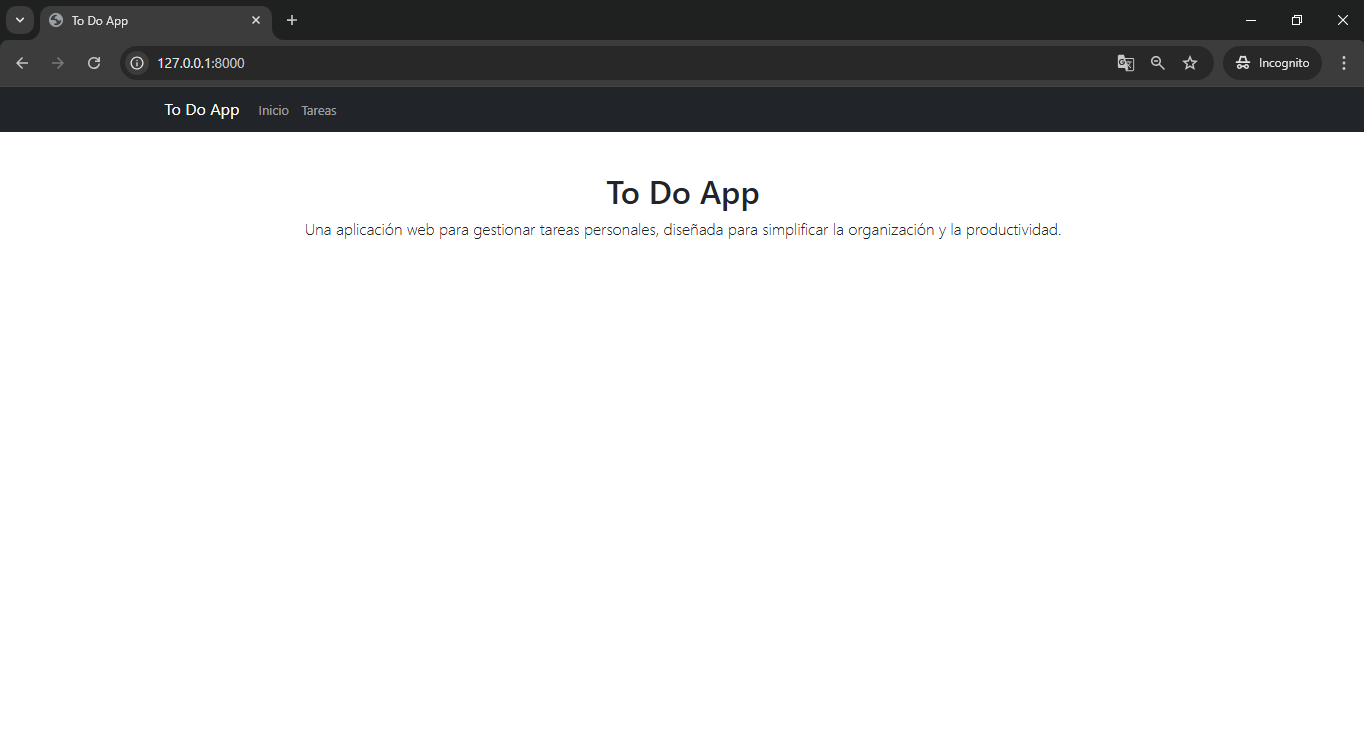 To Do App
127.0.0.1:8000
Incognito
To Do App Inicio Tareas
To Do App
Una aplicación web para gestionar tareas personales, diseñada para simplificar la organización y la productividad.